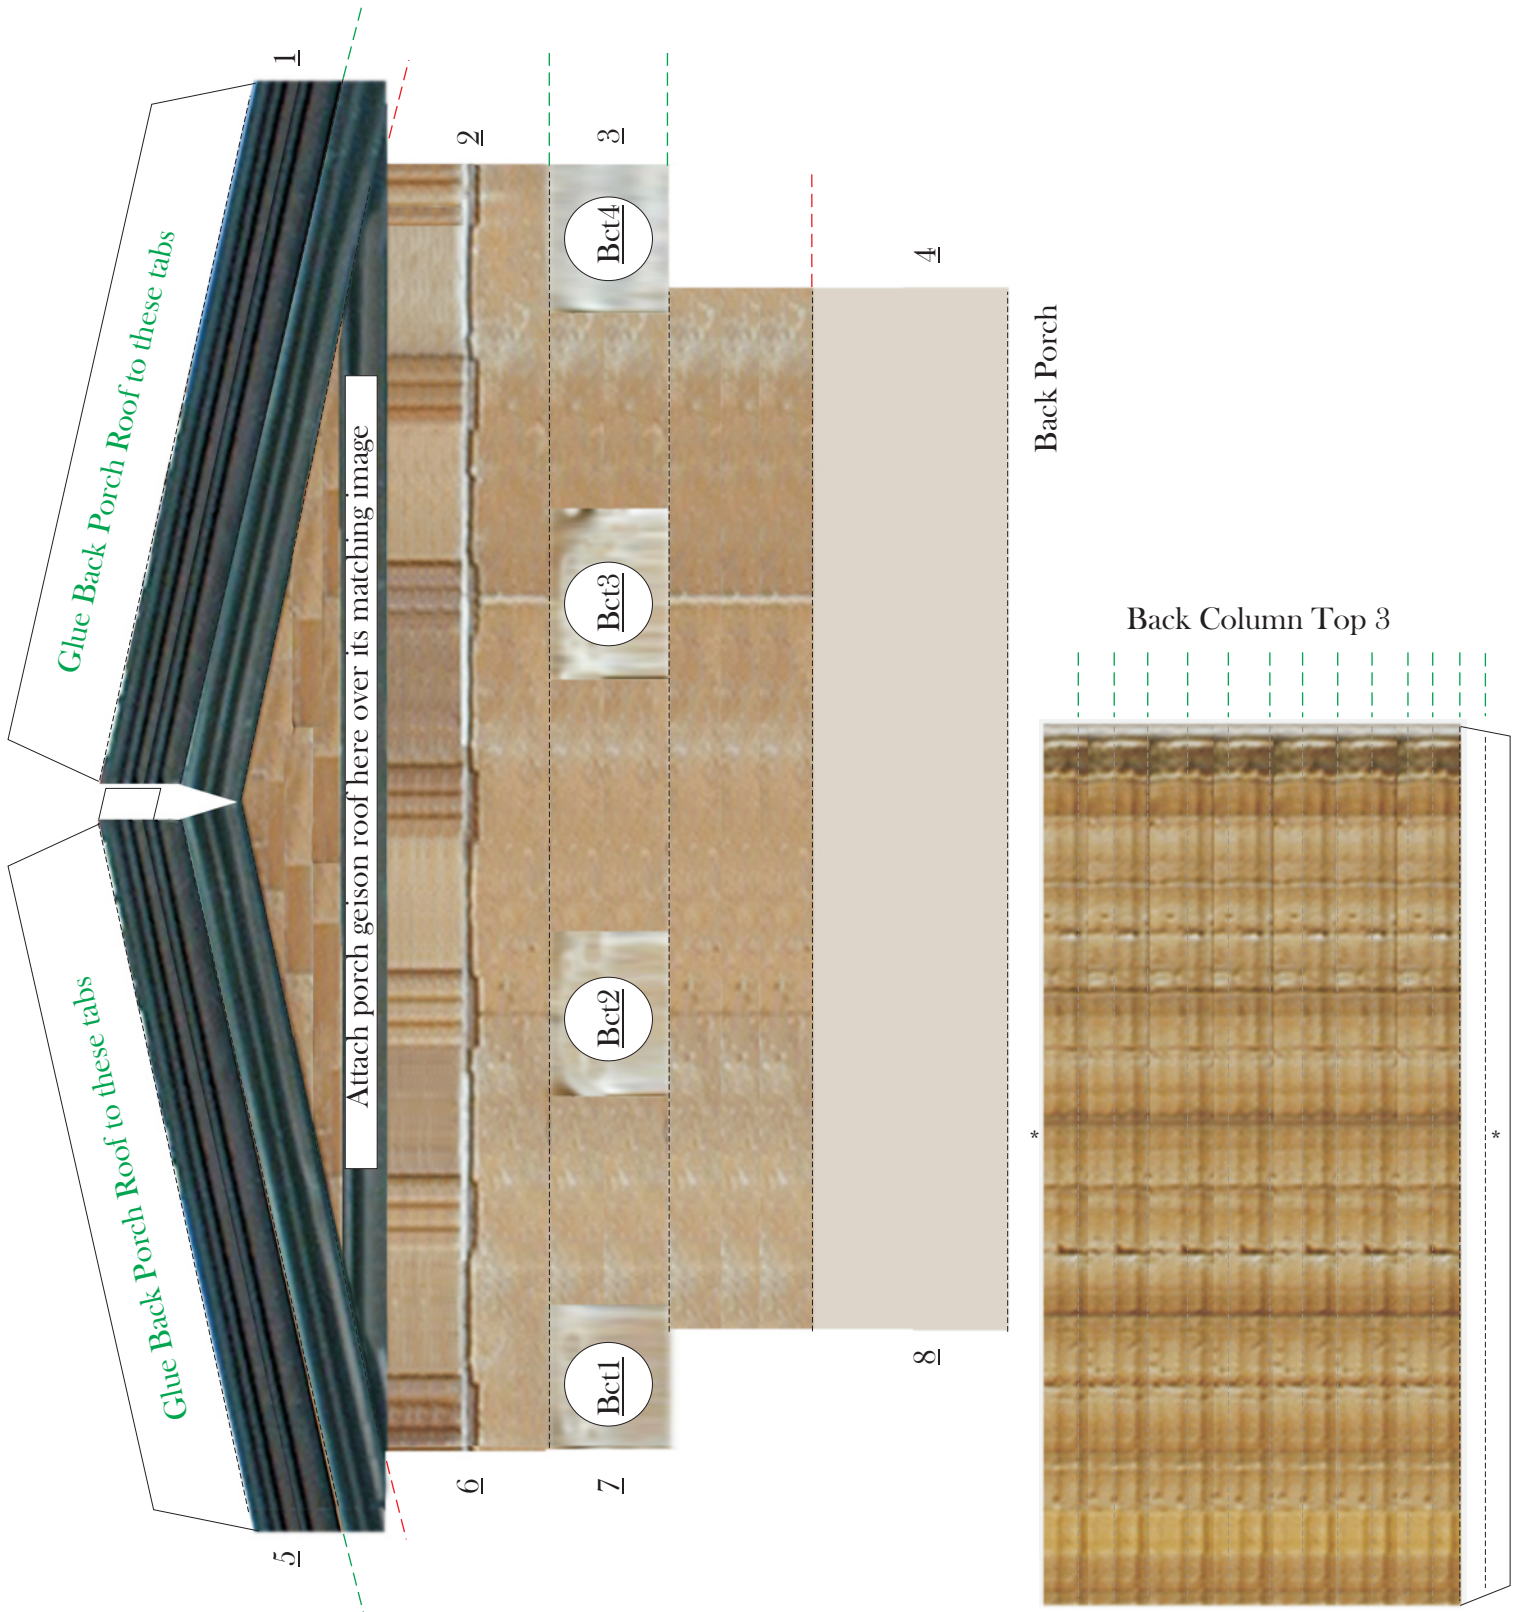 Glue Back Porch Roof to these tabs
Glue Back Porch Roof to these tabs
1
5
Attach porch geison roof here over its matching image
2
6
3
7
Bct1
Bct2
Bct3
Bct4
4
8
Back Porch
Back Column Top 3
*
*